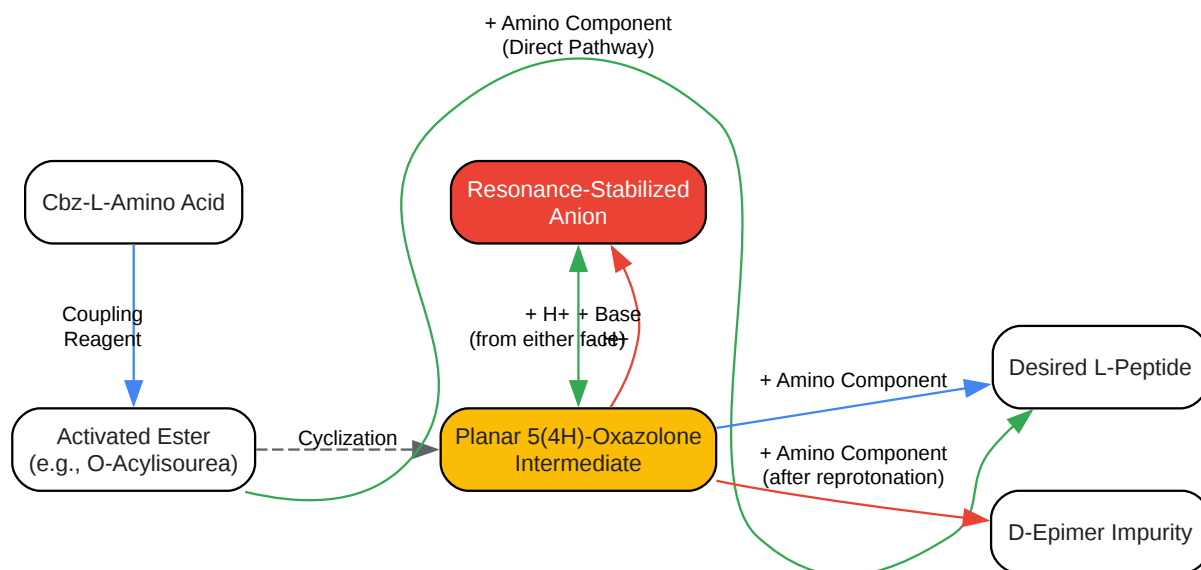 + Amino Component
(Direct Pathway)
Cbz-L-Amino Acid
Resonance-Stabilized
Anion
Coupling
Reagent
+ H+
(from either face)
+ Base
- H+
Activated Ester
(e.g., O-Acylisourea)
Cyclization
Planar 5(4H)-Oxazolone
Intermediate
+ Amino Component
Desired L-Peptide
+ Amino Component
(after reprotonation)
D-Epimer Impurity